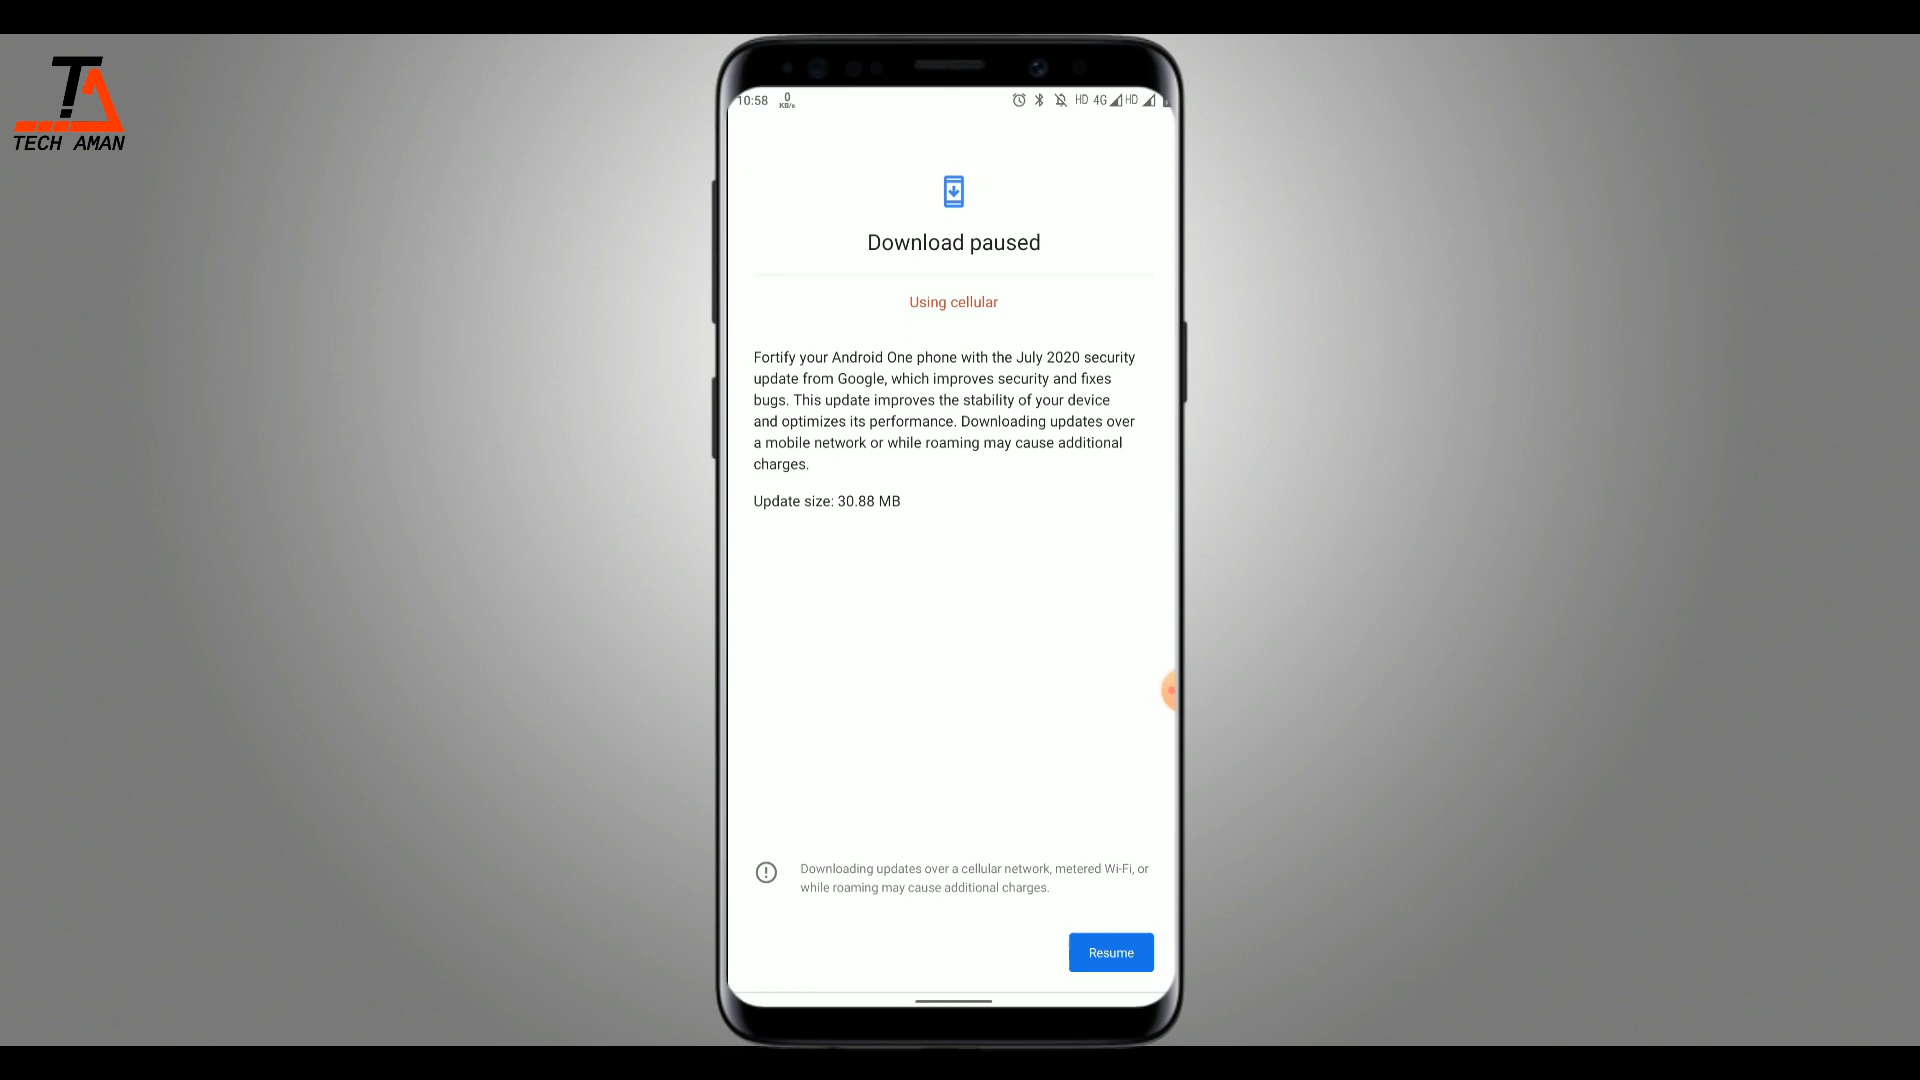 TECH AMAN
10:58 0 KB/s HD 4G HD
Download paused
Using cellular
Fortify your Android One phone with the July 2020 security
update from Google, which improves security and fixes
bugs. This update improves the stability of your device
and optimizes its performance. Downloading updates over
a mobile network or while roaming may cause additional
charges.
Update size: 30.88 MB
Downloading updates over a cellular network, metered Wi-Fi, or
while roaming may cause additional charges.
Resume